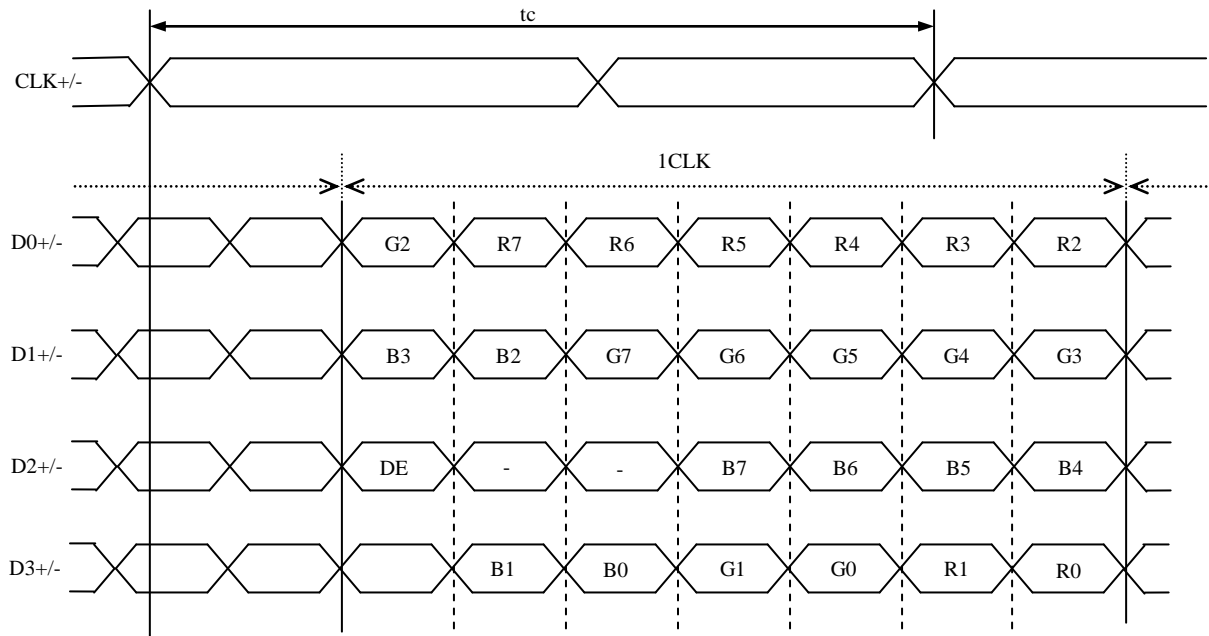 tc
CLK+/-
1CLK
D0+/- G2 R7 R6 R5 R4 R3 R2
D1+/- B3 B2 G7 G6 G5 G4 G3
D2+/- DE - - B7 B6 B5 B4
D3+/- B1 B0 G1 G0 R1 R0